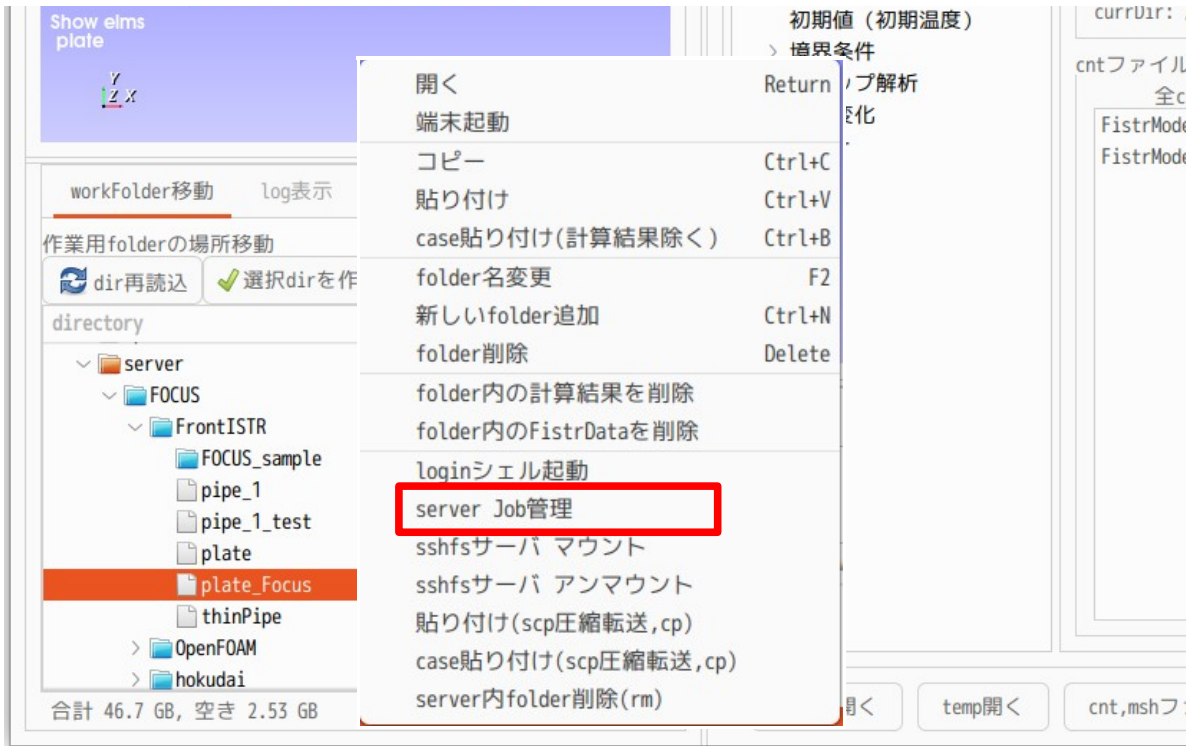 Show elms
plate
Y
Z X
workFolder移動
log表示
作業用folderの場所移動
dir再読込
選択dirを作
directory
server
FOCUS
FrontISTR
FOCUS_sample
pipe_1
pipe_1_test
plate
plate_Focus
thinPipe
OpenFOAM
hokudai
合計 46.7 GB, 空き 2.53 GB
開く Return
端末起動
コピー Ctrl+C
貼り付け Ctrl+V
case貼り付け(計算結果除く) Ctrl+B
folder名変更 F2
新しいfolder追加 Ctrl+N
folder削除 Delete
folder内の計算結果を削除
folder内のFistrDataを削除
loginシェル起動
server Job管理
sshfsサーバ マウント
sshfsサーバ アンマウント
貼り付け(scp圧縮転送,cp)
case貼り付け(scp圧縮転送,cp)
server内folder削除(rm)
初期値 (初期温度)
境界条件
プ解析
変化
currDir:
cntファイル
全c
FistrMode
FistrMode
開く
temp開く
cnt,mshフ